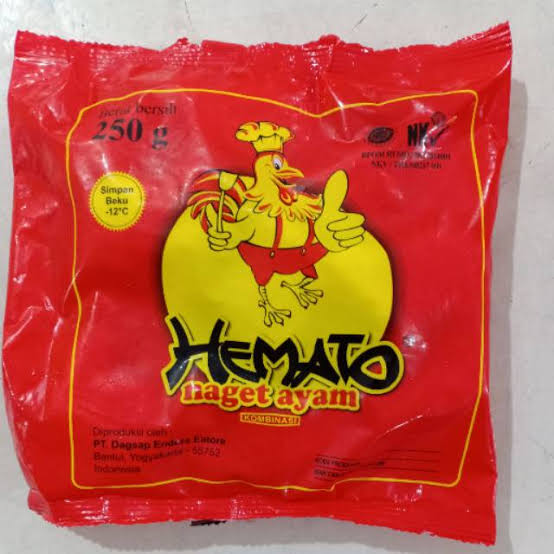 Berat bersih
250 g
Simpan
Beku
-12°C
NKV
HEMATO
naget ayam
KOMBINASI
Diproduksi oleh :
PT. Dagsap Endura Eatore
Bantul, Yogyakarta - 55752
Indonesia